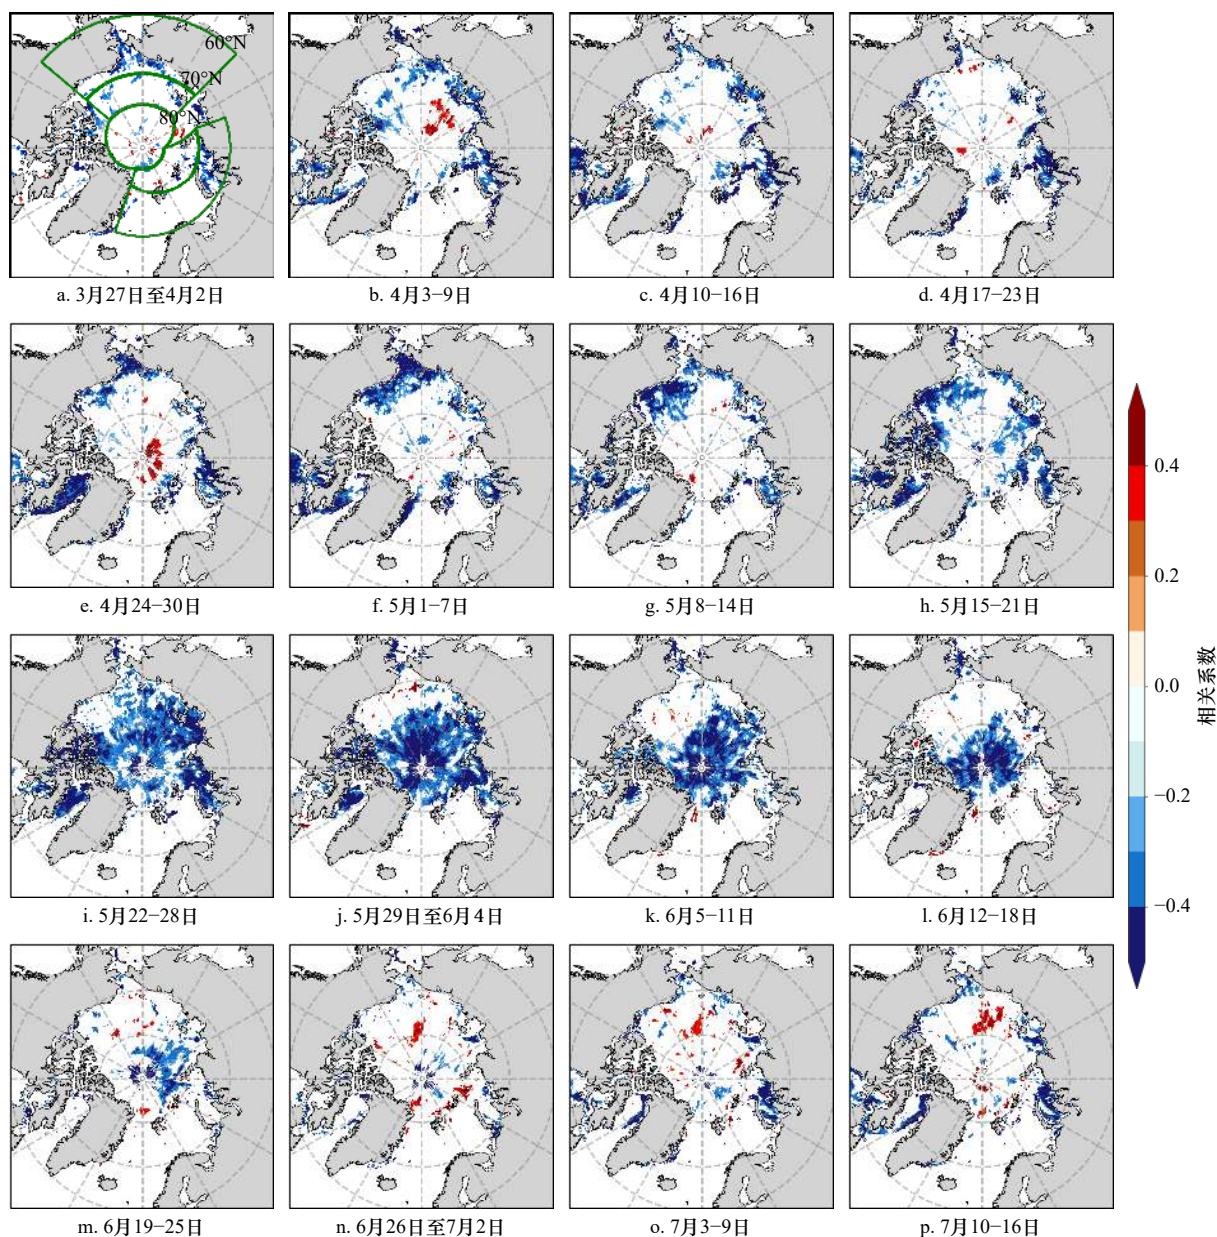 60°N
70°N
80°N
a. 3月27日至4月2日
b. 4月3−9日
c. 4月10−16日
d. 4月17−23日
e. 4月24−30日
f. 5月1−7日
g. 5月8−14日
h. 5月15−21日
i. 5月22−28日
j. 5月29日至6月4日
k. 6月5−11日
l. 6月12−18日
m. 6月19−25日
n. 6月26日至7月2日
o. 7月3−9日
p. 7月10−16日
0.4
0.2
0.0
−0.2
−0.4
相关系数